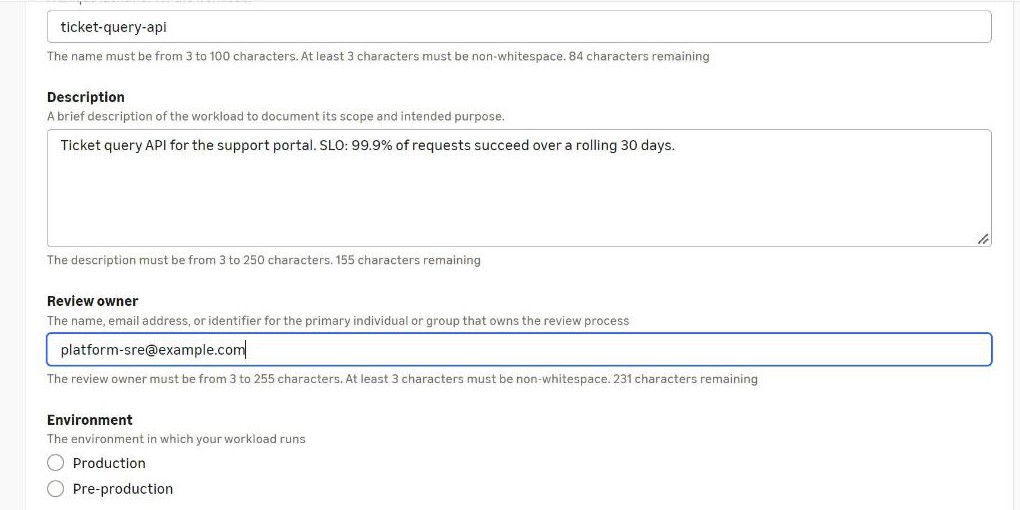 ticket-query-api
The name must be from 3 to 100 characters. At least 3 characters must be non-whitespace. 84 characters remaining
Description
A brief description of the workload to document its scope and intended purpose.
Ticket query API for the support portal. SLO: 99.9% of requests succeed over a rolling 30 days.
The description must be from 3 to 250 characters. 155 characters remaining
Review owner
The name, email address, or identifier for the primary individual or group that owns the review process
platform-sre@example.com
The review owner must be from 3 to 255 characters. At least 3 characters must be non-whitespace. 231 characters remaining
Environment
The environment in which your workload runs
Production
Pre-production